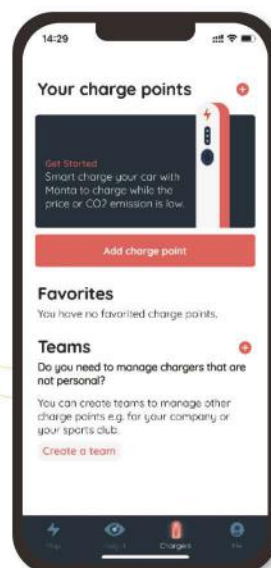 14:29
Your charge points
Get Started
Smart charge your car with
Monta to charge while the
price or CO2 emission is low.
Add charge point
Favorites
You have no favorited charge points.
Teams
Do you need to manage chargers that are
not personal?
You can create teams to manage other
charge points e.g. for your company or
your sports club.
Create a team
Map Chargers Me